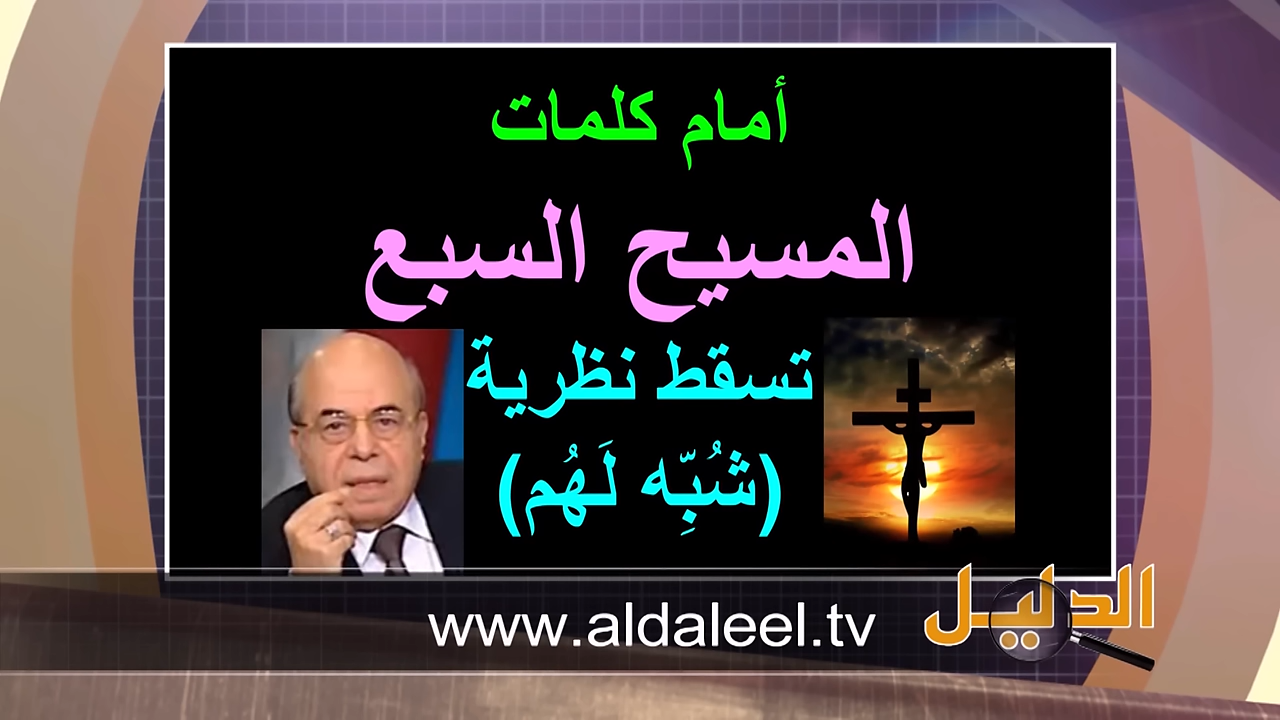 أمام كلمات
المسيح السبع
تسقط نظرية
(شُبِّه لَهُم)
www.aldaleel.tv
الدليل